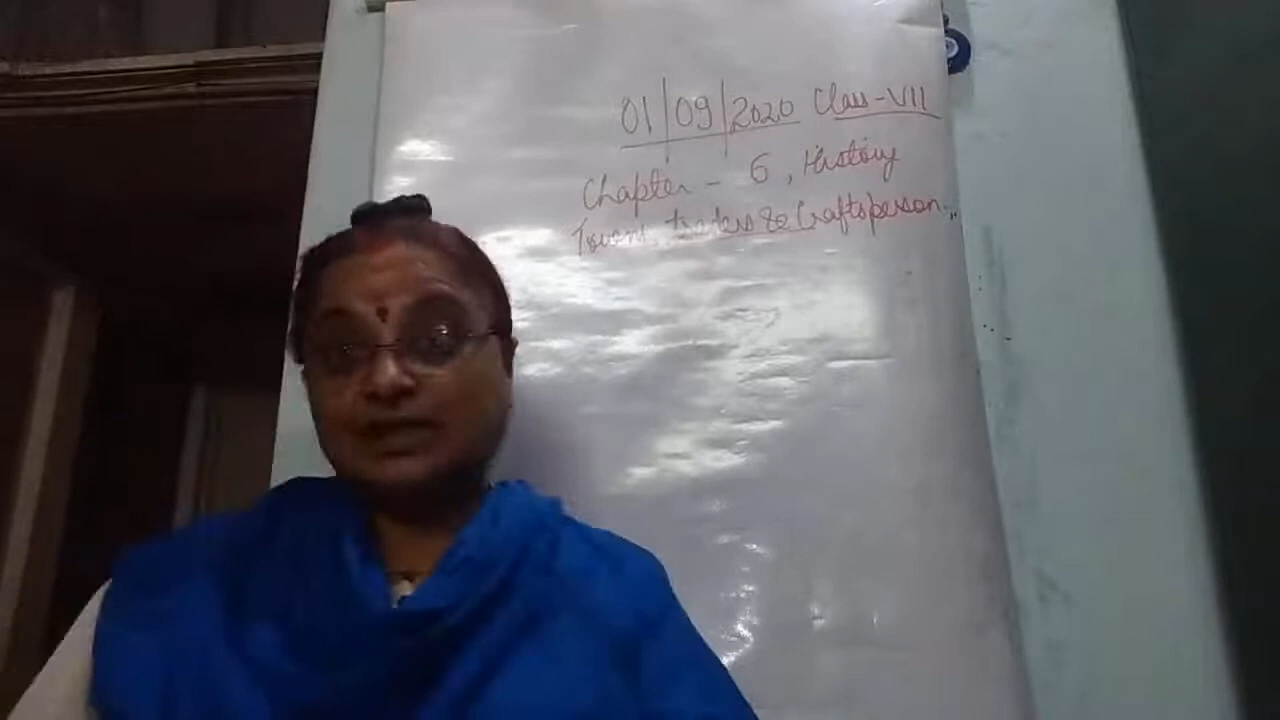 01/09/2020 Class-VII
Chapter - 6, History
Towns, traders & Craftsperson.